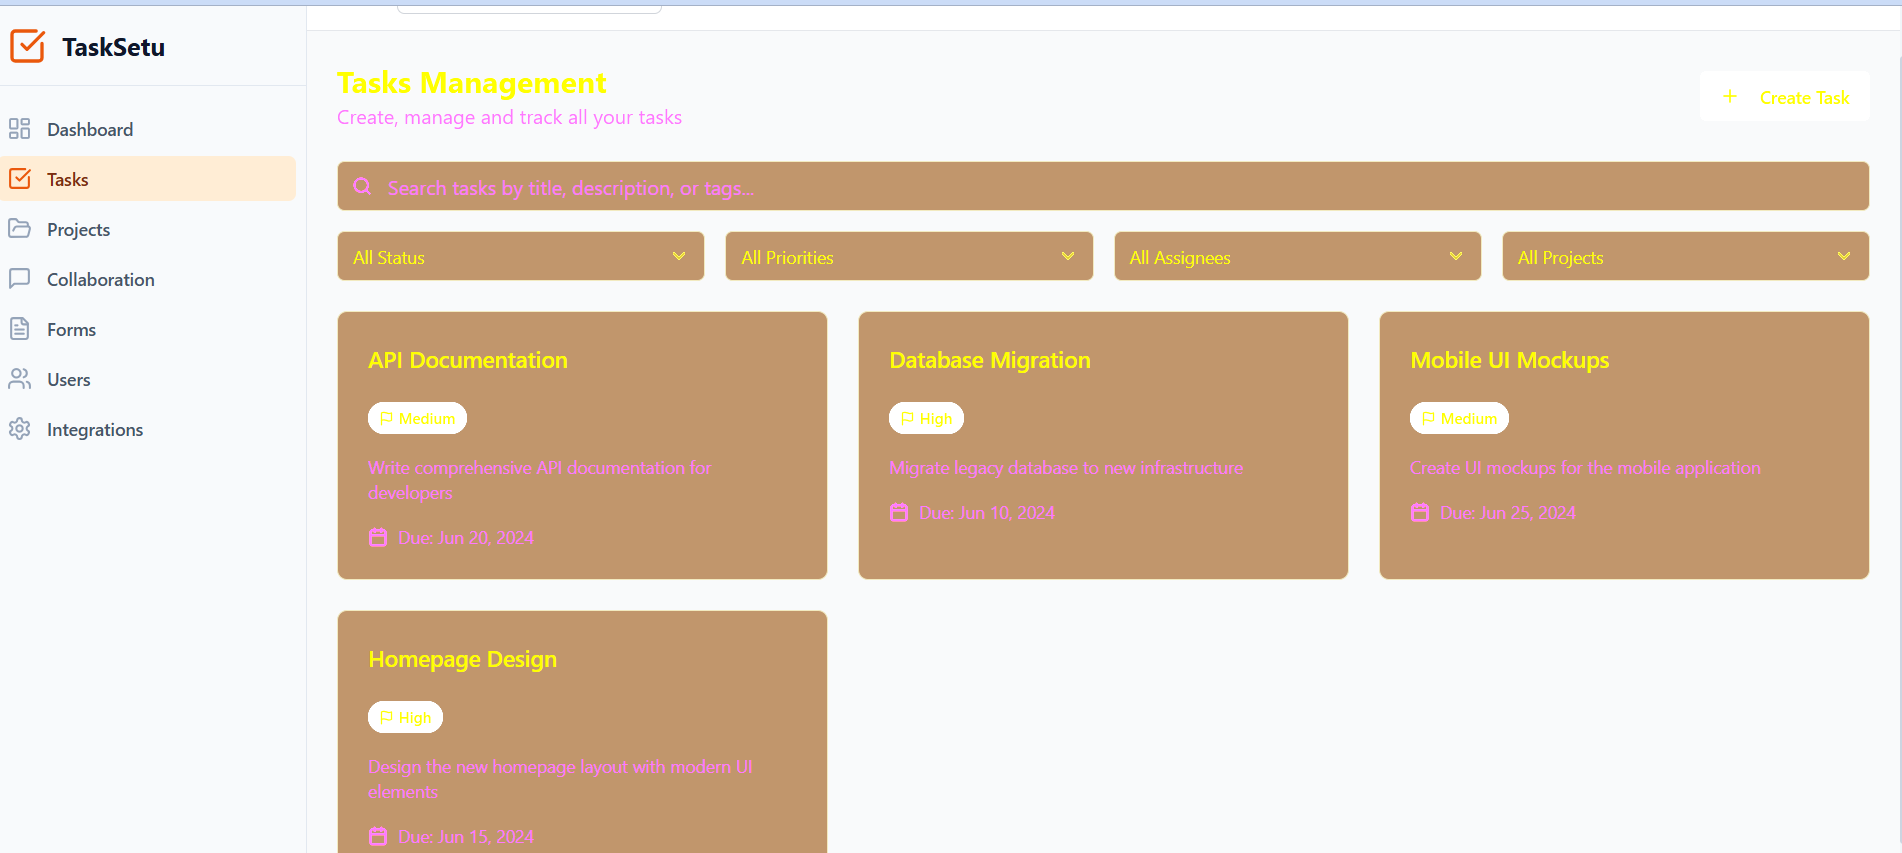 TaskSetu
Dashboard
Tasks
Projects
Collaboration
Forms
Users
Integrations
Tasks Management
Create, manage and track all your tasks
Create Task
Search tasks by title, description, or tags...
All Status
All Priorities
All Assignees
All Projects
API Documentation
Medium
Write comprehensive API documentation for
developers
Due: Jun 20, 2024
Database Migration
High
Migrate legacy database to new infrastructure
Due: Jun 10, 2024
Mobile UI Mockups
Medium
Create UI mockups for the mobile application
Due: Jun 25, 2024
Homepage Design
High
Design the new homepage layout with modern UI
elements
Due: Jun 15, 2024